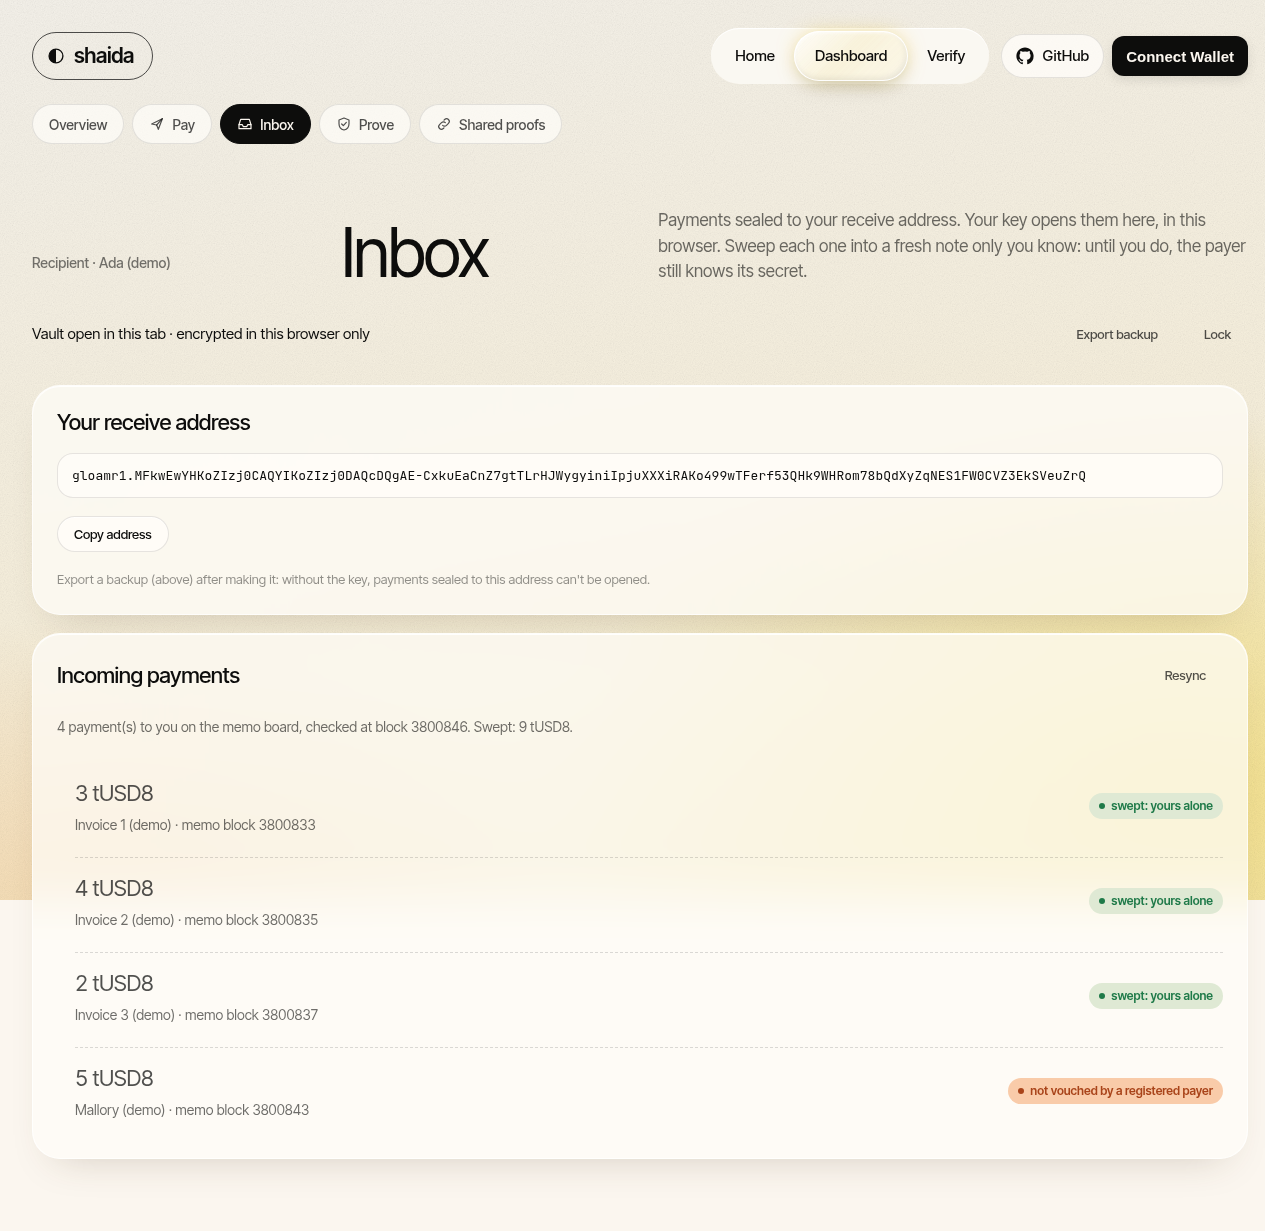 shaida
Home
Dashboard
Verify
GitHub
Connect Wallet
Overview
Pay
Inbox
Prove
Shared proofs
Recipient · Ada (demo)
Inbox
Payments sealed to your receive address. Your key opens them here, in this
browser. Sweep each one into a fresh note only you know: until you do, the payer
still knows its secret.
Vault open in this tab · encrypted in this browser only
Export backup
Lock
Your receive address
gloamr1.MFkwEwYHKoZIzj0CAQYIKoZIzj0DAQcDQgAE-CxkuEaCnZ7gtTLrHJWygyiniIpjuXXXiRAKo499wTFerf53QHk9WHRom78bQdXyZqNES1FW0CVZ3EkSVeuZrQ
Copy address
Export a backup (above) after making it: without the key, payments sealed to this address can't be opened.
Incoming payments
Resync
4 payment(s) to you on the memo board, checked at block 3800846. Swept: 9 tUSD8.
3 tUSD8
Invoice 1 (demo) · memo block 3800833
swept: yours alone
4 tUSD8
Invoice 2 (demo) · memo block 3800835
swept: yours alone
2 tUSD8
Invoice 3 (demo) · memo block 3800837
swept: yours alone
5 tUSD8
Mallory (demo) · memo block 3800843
not vouched by a registered payer